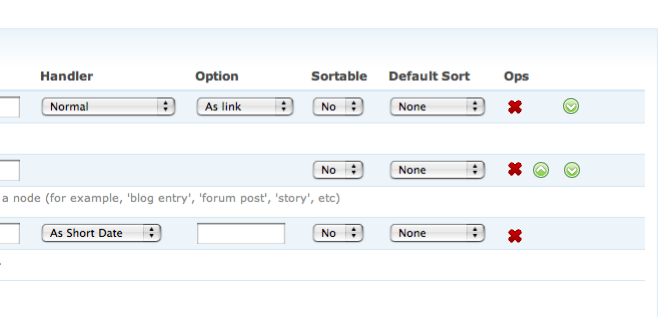 Handler Option Sortable Default Sort Ops
Normal As link No None
No None
a node (for example, 'blog entry', 'forum post', 'story', etc)
As Short Date No None